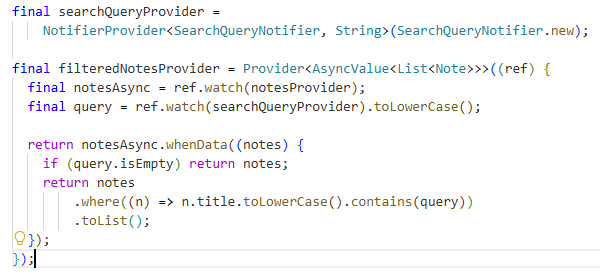 final searchQueryProvider =
    NotifierProvider<SearchQueryNotifier, String>(SearchQueryNotifier.new);

final filteredNotesProvider = Provider<AsyncValue<List<Note>>>((ref) {
  final notesAsync = ref.watch(notesProvider);
  final query = ref.watch(searchQueryProvider).toLowerCase();

  return notesAsync.whenData((notes) {
    if (query.isEmpty) return notes;
    return notes
        .where((n) => n.title.toLowerCase().contains(query))
        .toList();
  });
});